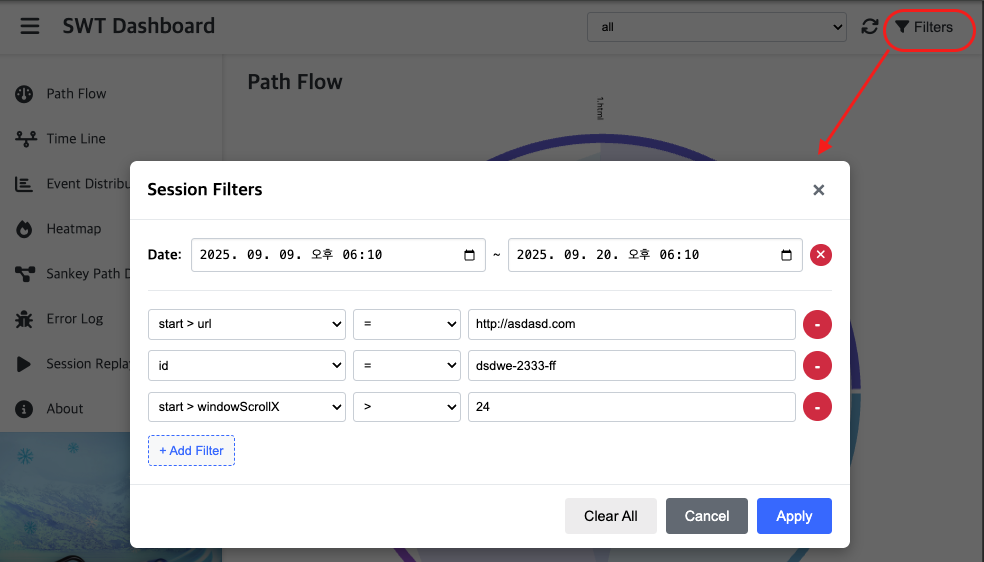 SWT Dashboard
all
Filters
Path Flow
Time Line
Event Distribu
Heatmap
Sankey Path D
Error Log
Session Repla
About
Path Flow
1.html
Session Filters
×
Date:
2025. 09. 09. 오후 06:10
~
2025. 09. 20. 오후 06:10
×
start > url
=
http://asdasd.com
-
id
=
dsdwe-2333-ff
-
start > windowScrollX
>
24
-
+ Add Filter
Clear All
Cancel
Apply